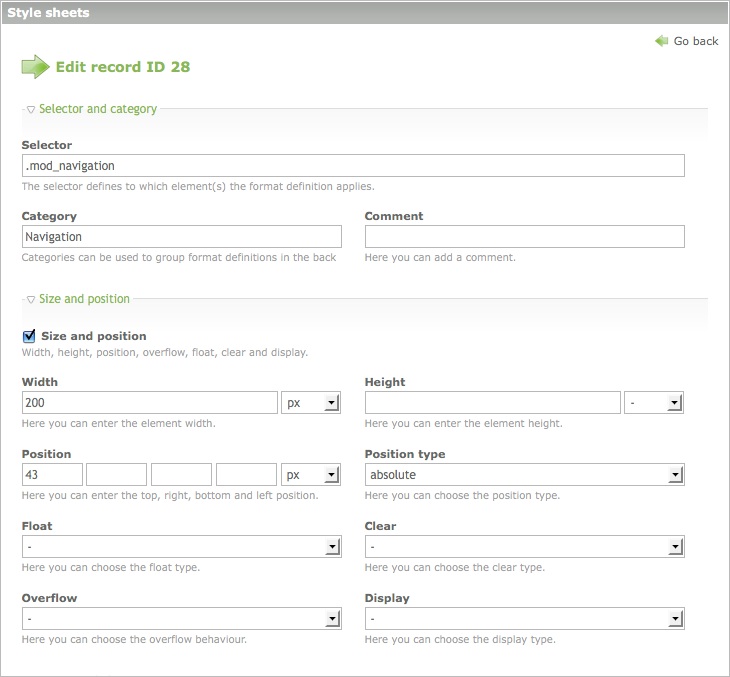 Style sheets
Go back
Edit record ID 28
Selector and category
Selector
.mod_navigation
The selector defines to which element(s) the format definition applies.
Category Comment
Navigation
Categories can be used to group format definitions in the back Here you can add a comment.
Size and position
Size and position
Width, height, position, overflow, float, clear and display.
Width Height
200 px -
Here you can enter the element width. Here you can enter the element height.
Position Position type
43 px absolute
Here you can enter the top, right, bottom and left position. Here you can choose the position type.
Float Clear
- -
Here you can choose the float type. Here you can choose the clear type.
Overflow Display
- -
Here you can choose the overflow behaviour. Here you can choose the display type.